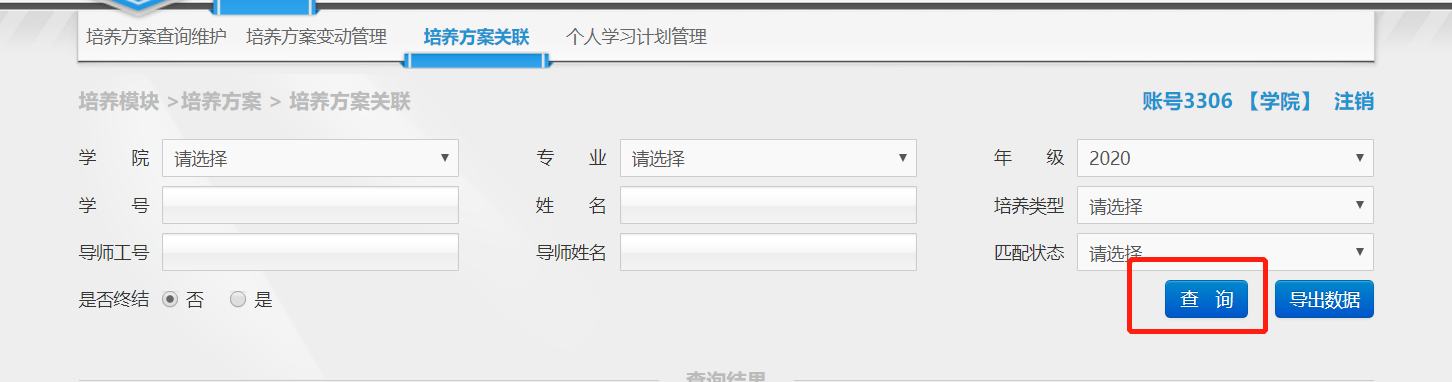 培养方案查询维护 培养方案变动管理 培养方案关联 个人学习计划管理
培养模块 >培养方案 > 培养方案关联 账号3306 【学院】 注销
学 院 请选择 专 业 请选择 年 级 2020
学 号 姓 名 培养类型 请选择
导师工号 导师姓名 匹配状态 请选择
是否终结 否 是 查 询 导出数据
查询结果